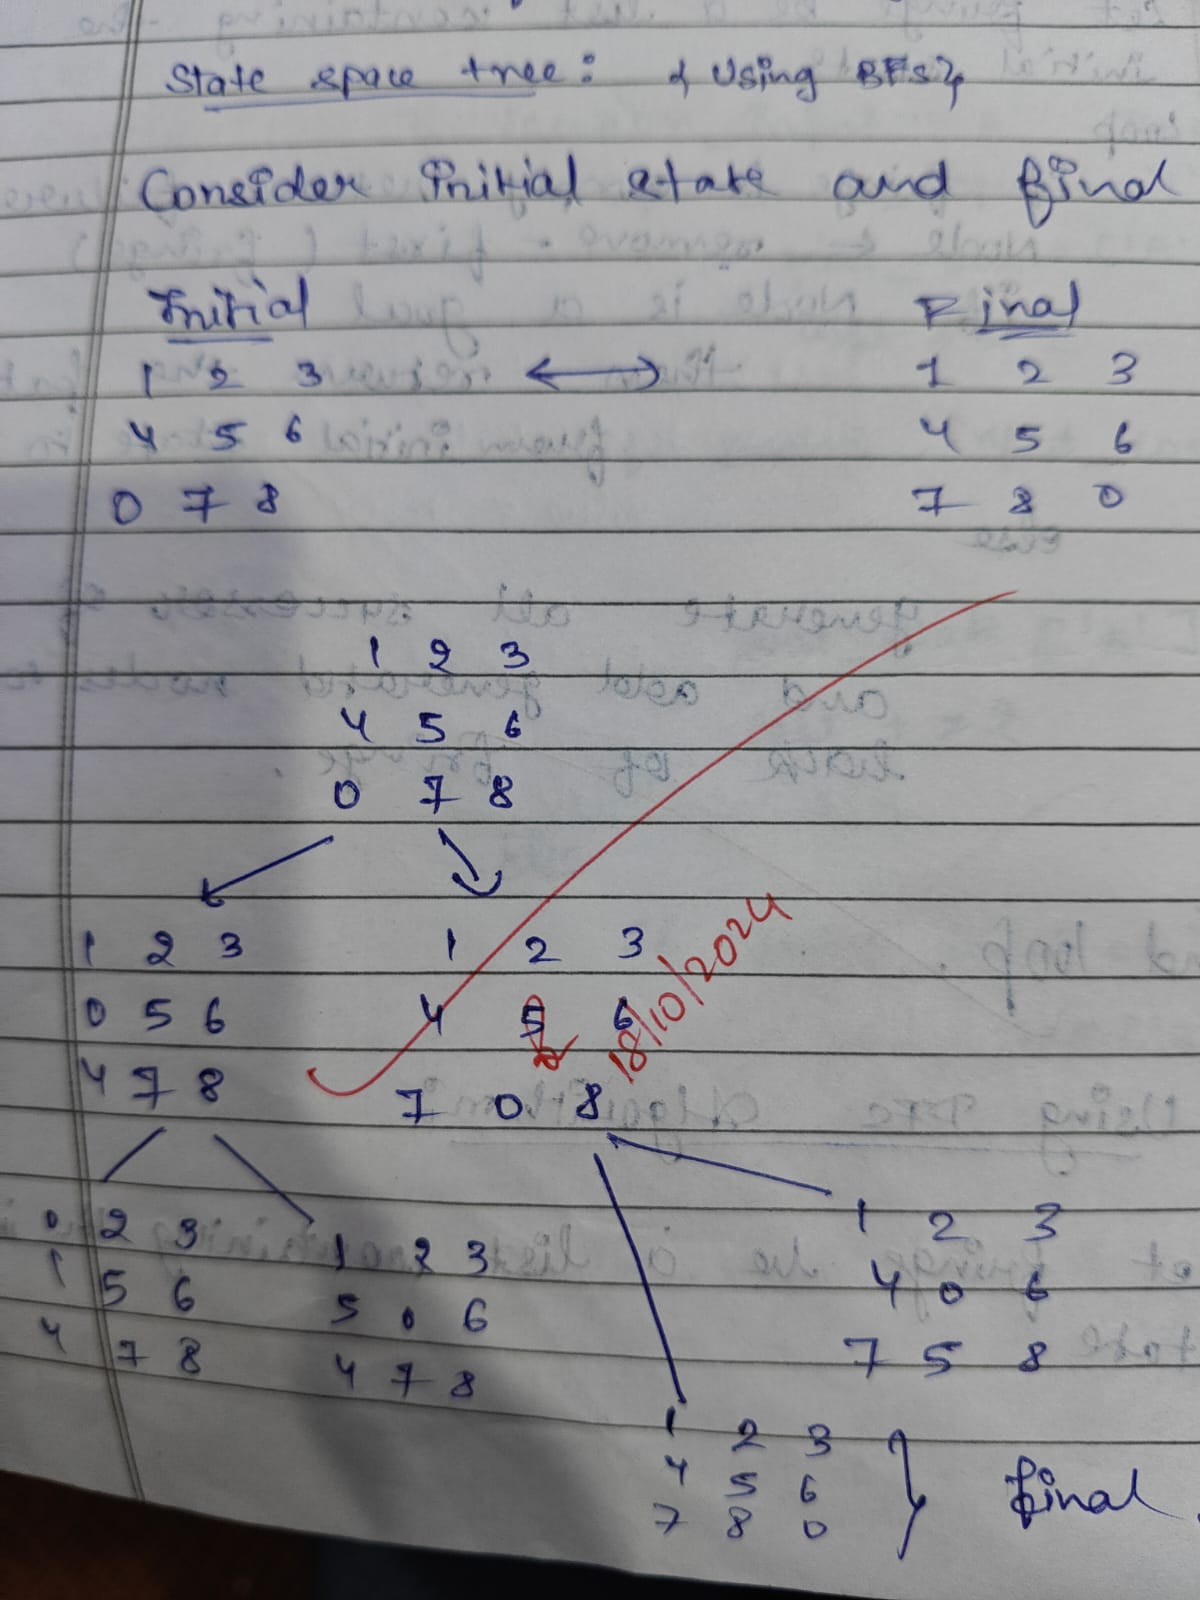 State space tree: { Using BFS }
Consider initial state and final
Initial Final
1 2 3 ⟷ 1 2 3
4 5 6 4 5 6
0 7 8 7 8 0
1 2 3
4 5 6
0 7 8
1 2 3 1 2 3
0 5 6 4 5 6
4 7 8 7 0 8
18/10/2024
0 2 3 1 2 3 1 2 3
1 5 6 5 0 6 4 0 6
4 7 8 4 7 8 7 5 8
1 2 3
4 5 6 } final
7 8 0